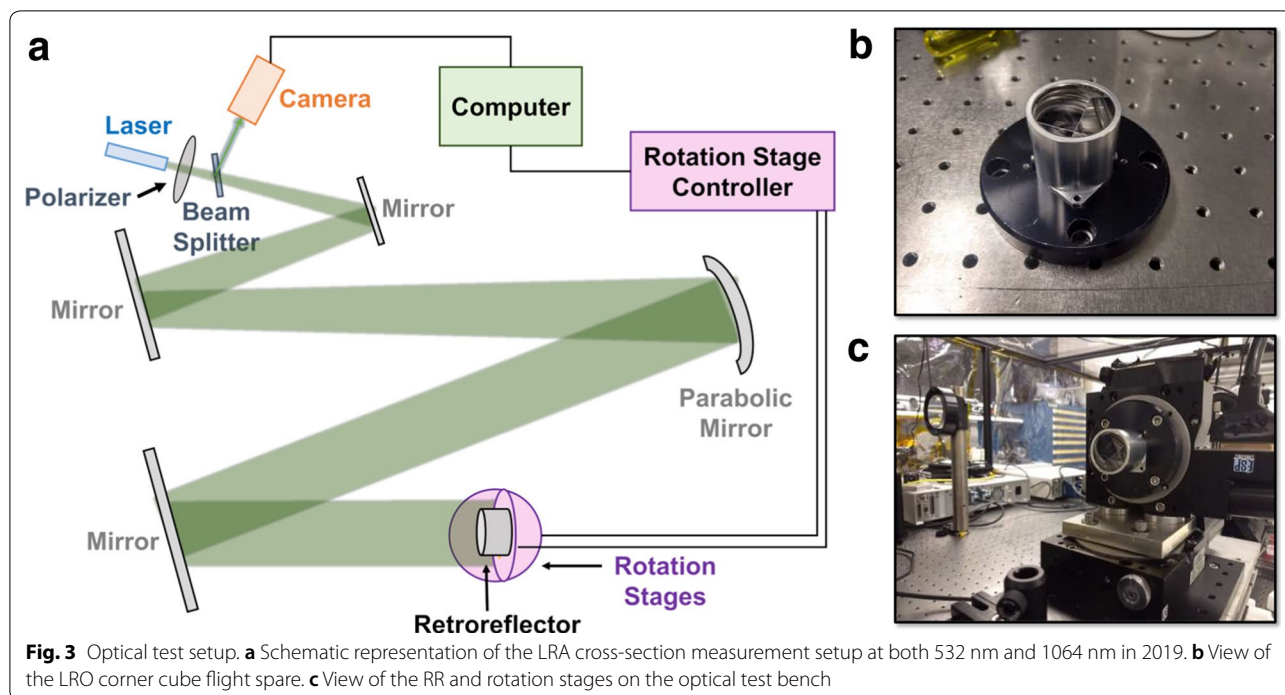 a
Laser
Polarizer
Beam
Splitter
Camera
Computer
Rotation Stage
Controller
Mirror
Mirror
Parabolic
Mirror
Mirror
Rotation
Stages
Retroreflector
b
c
ESP
Fig. 3 Optical test setup. a Schematic representation of the LRA cross-section measurement setup at both 532 nm and 1064 nm in 2019. b View of
the LRO corner cube flight spare. c View of the RR and rotation stages on the optical test bench